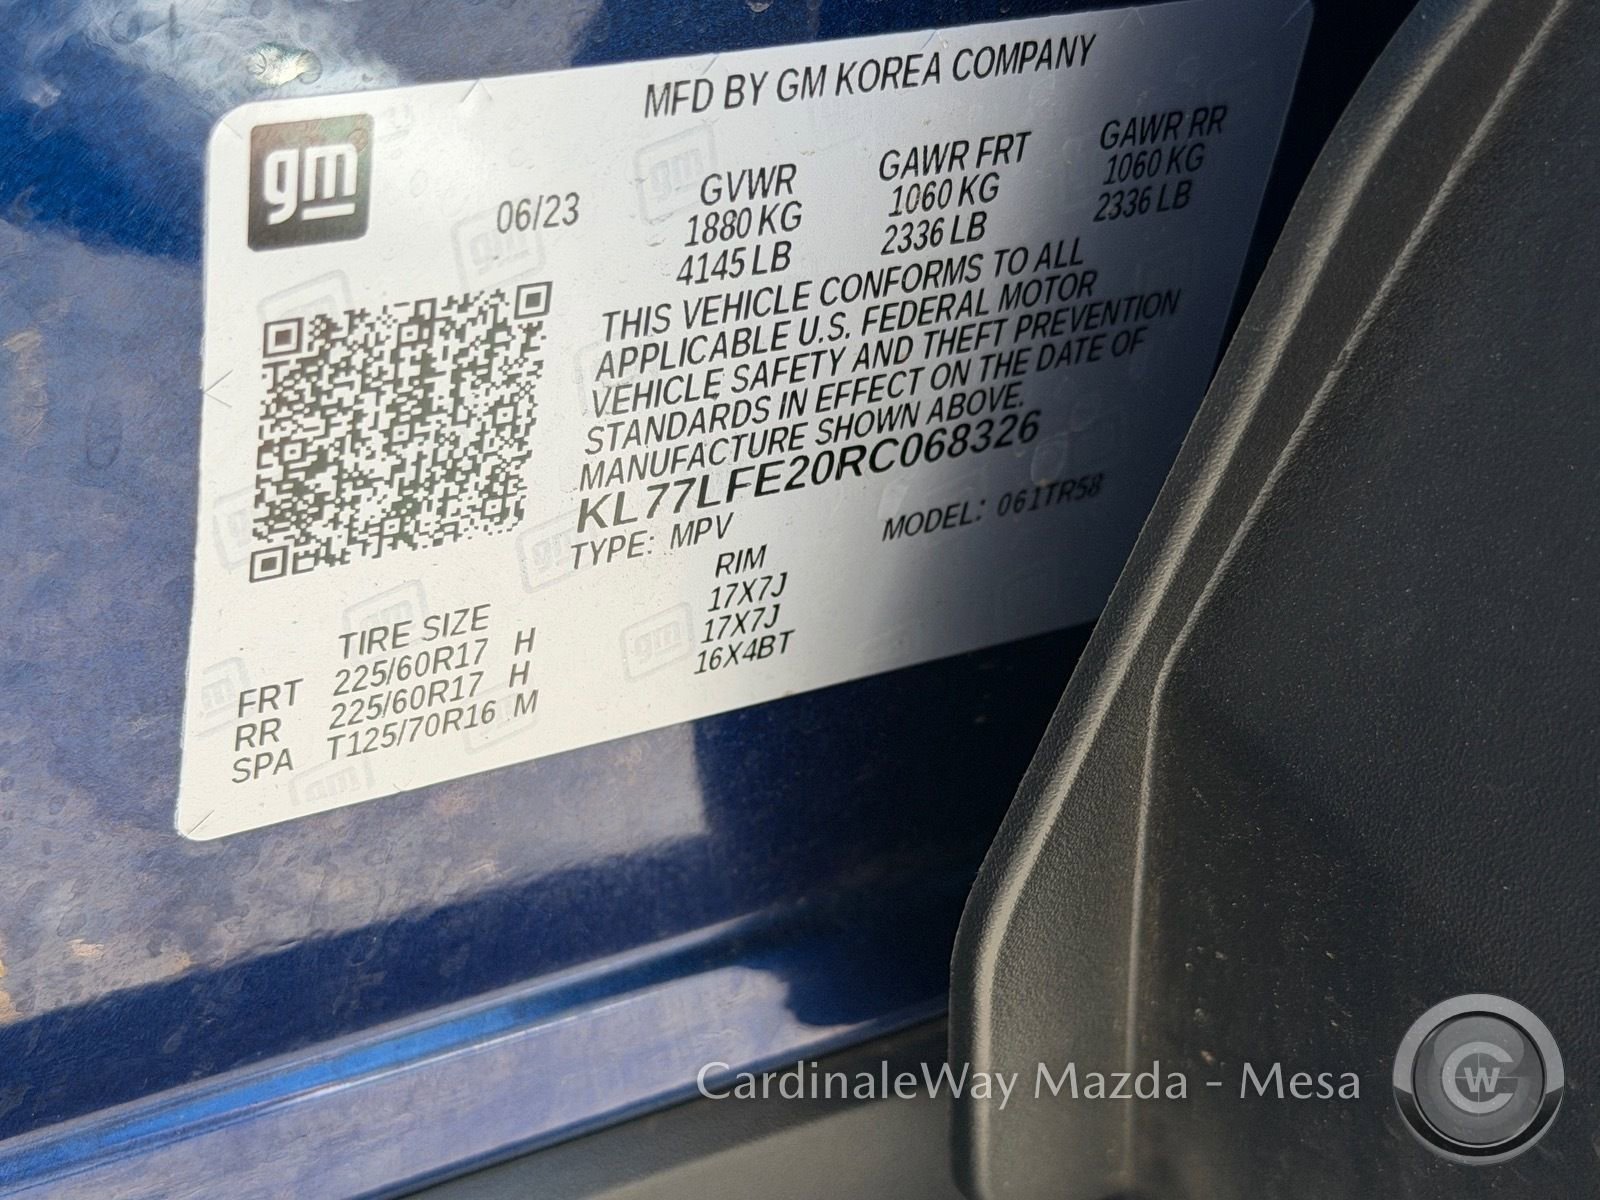 MFD BY GM KOREA COMPANY
gm
06/23
GVWR
1880 KG
4145 LB
GAWR FRT
1060 KG
2336 LB
GAWR RR
1060 KG
2336 LB
THIS VEHICLE CONFORMS TO ALL
APPLICABLE U.S. FEDERAL MOTOR
VEHICLE SAFETY AND THEFT PREVENTION
STANDARDS IN EFFECT ON THE DATE OF
MANUFACTURE SHOWN ABOVE.
KL77LFE20RC068326
TYPE: MPV
MODEL: 061TR58
TIRE SIZE
RIM
FRT 225/60R17 H 17X7J
RR 225/60R17 H 17X7J
SPA T125/70R16 M 16X4BT
CardinaleWay Mazda - Mesa
CW